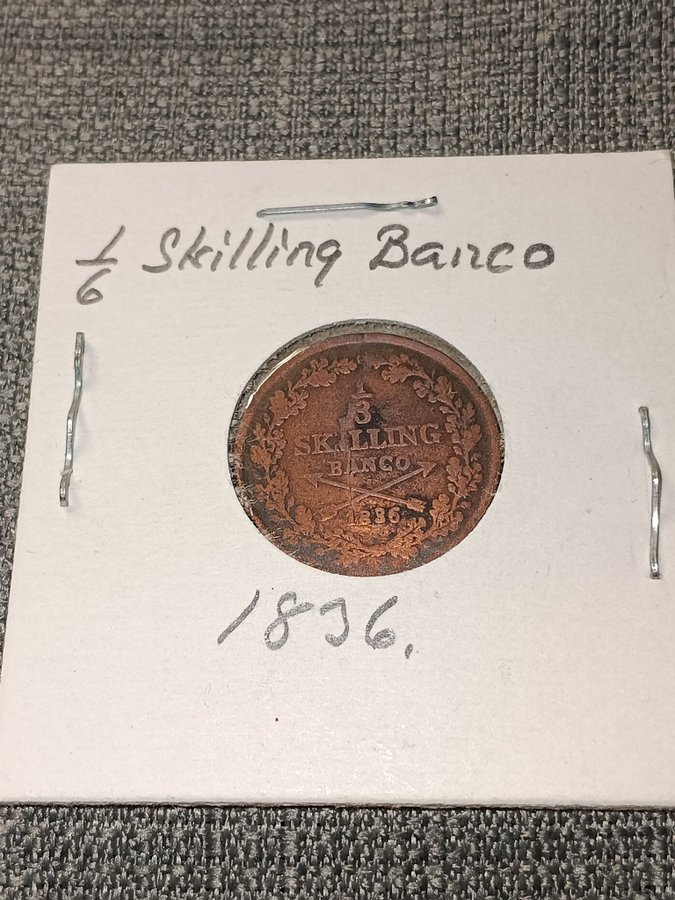 1/6 Skilling Banco
1/3
SKILLING
BANCO
1836
1836.